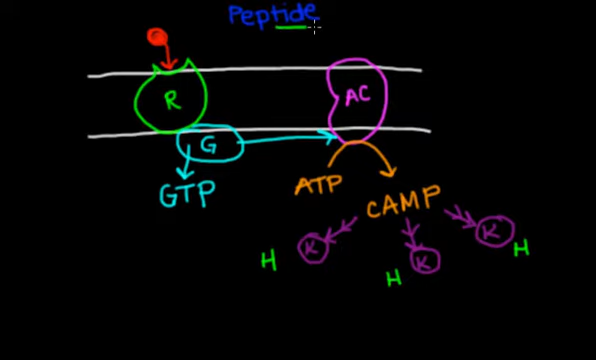 Peptide
R
AC
G
GTP
ATP
CAMP
H K K H K H